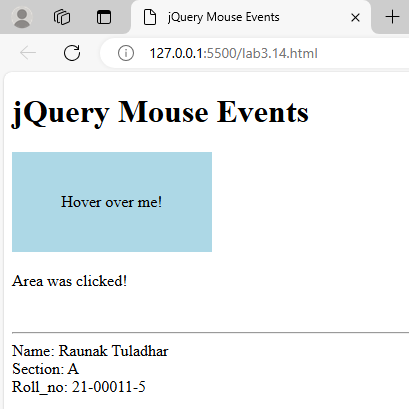 jQuery Mouse Events
127.0.0.1:5500/lab3.14.html
jQuery Mouse Events
Hover over me!
Area was clicked!
Name: Raunak Tuladhar
Section: A
Roll_no: 21-00011-5